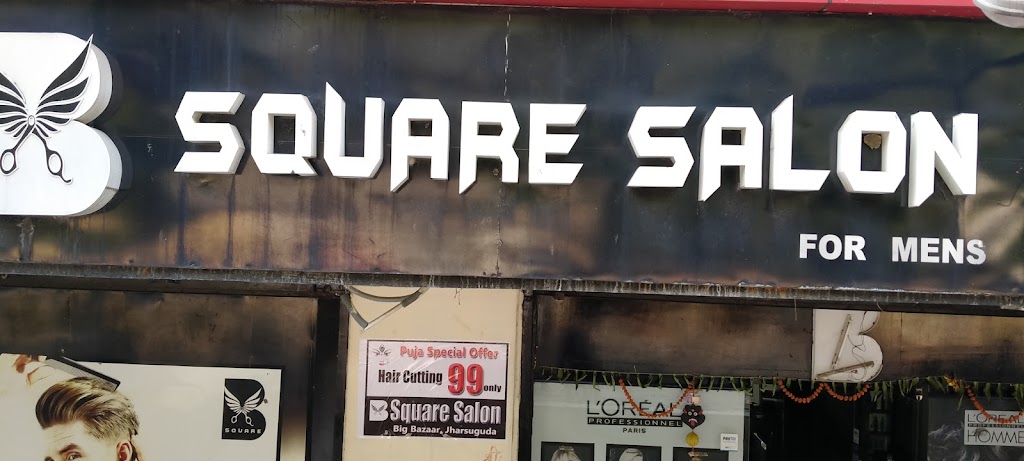 B SQUARE SALON
FOR MENS
Puja Special Offer
Hair Cutting 99 only
B Square Salon
Big Bazaar, Jharsuguda
B
SQUARE
L'ORÉAL
PROFESSIONNEL
PARIS
L'ORÉAL
PROFESSIONNEL
HOMME
B